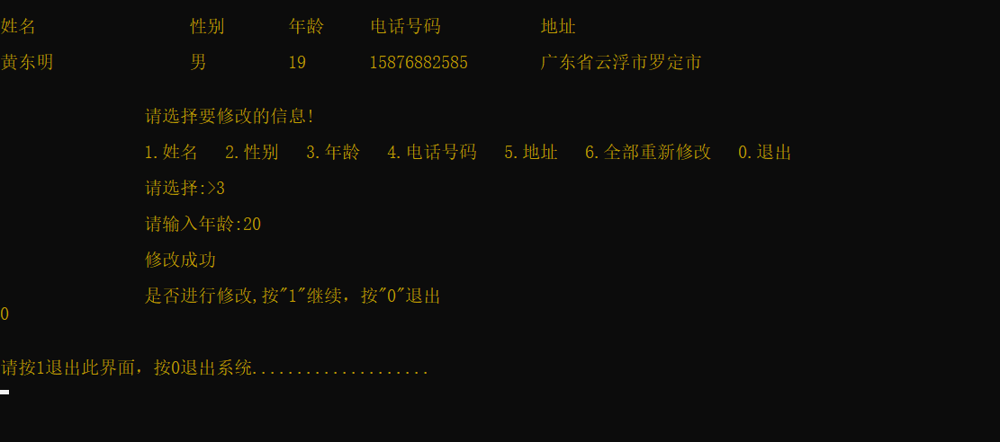 姓名 性别 年龄 电话号码 地址
黄东明 男 19 15876882585 广东省云浮市罗定市
请选择要修改的信息!
1.姓名 2.性别 3.年龄 4.电话号码 5.地址 6.全部重新修改 0.退出
请选择:>3
请输入年龄:20
修改成功
是否进行修改,按"1"继续，按"0"退出
0
请按1退出此界面，按0退出系统....................